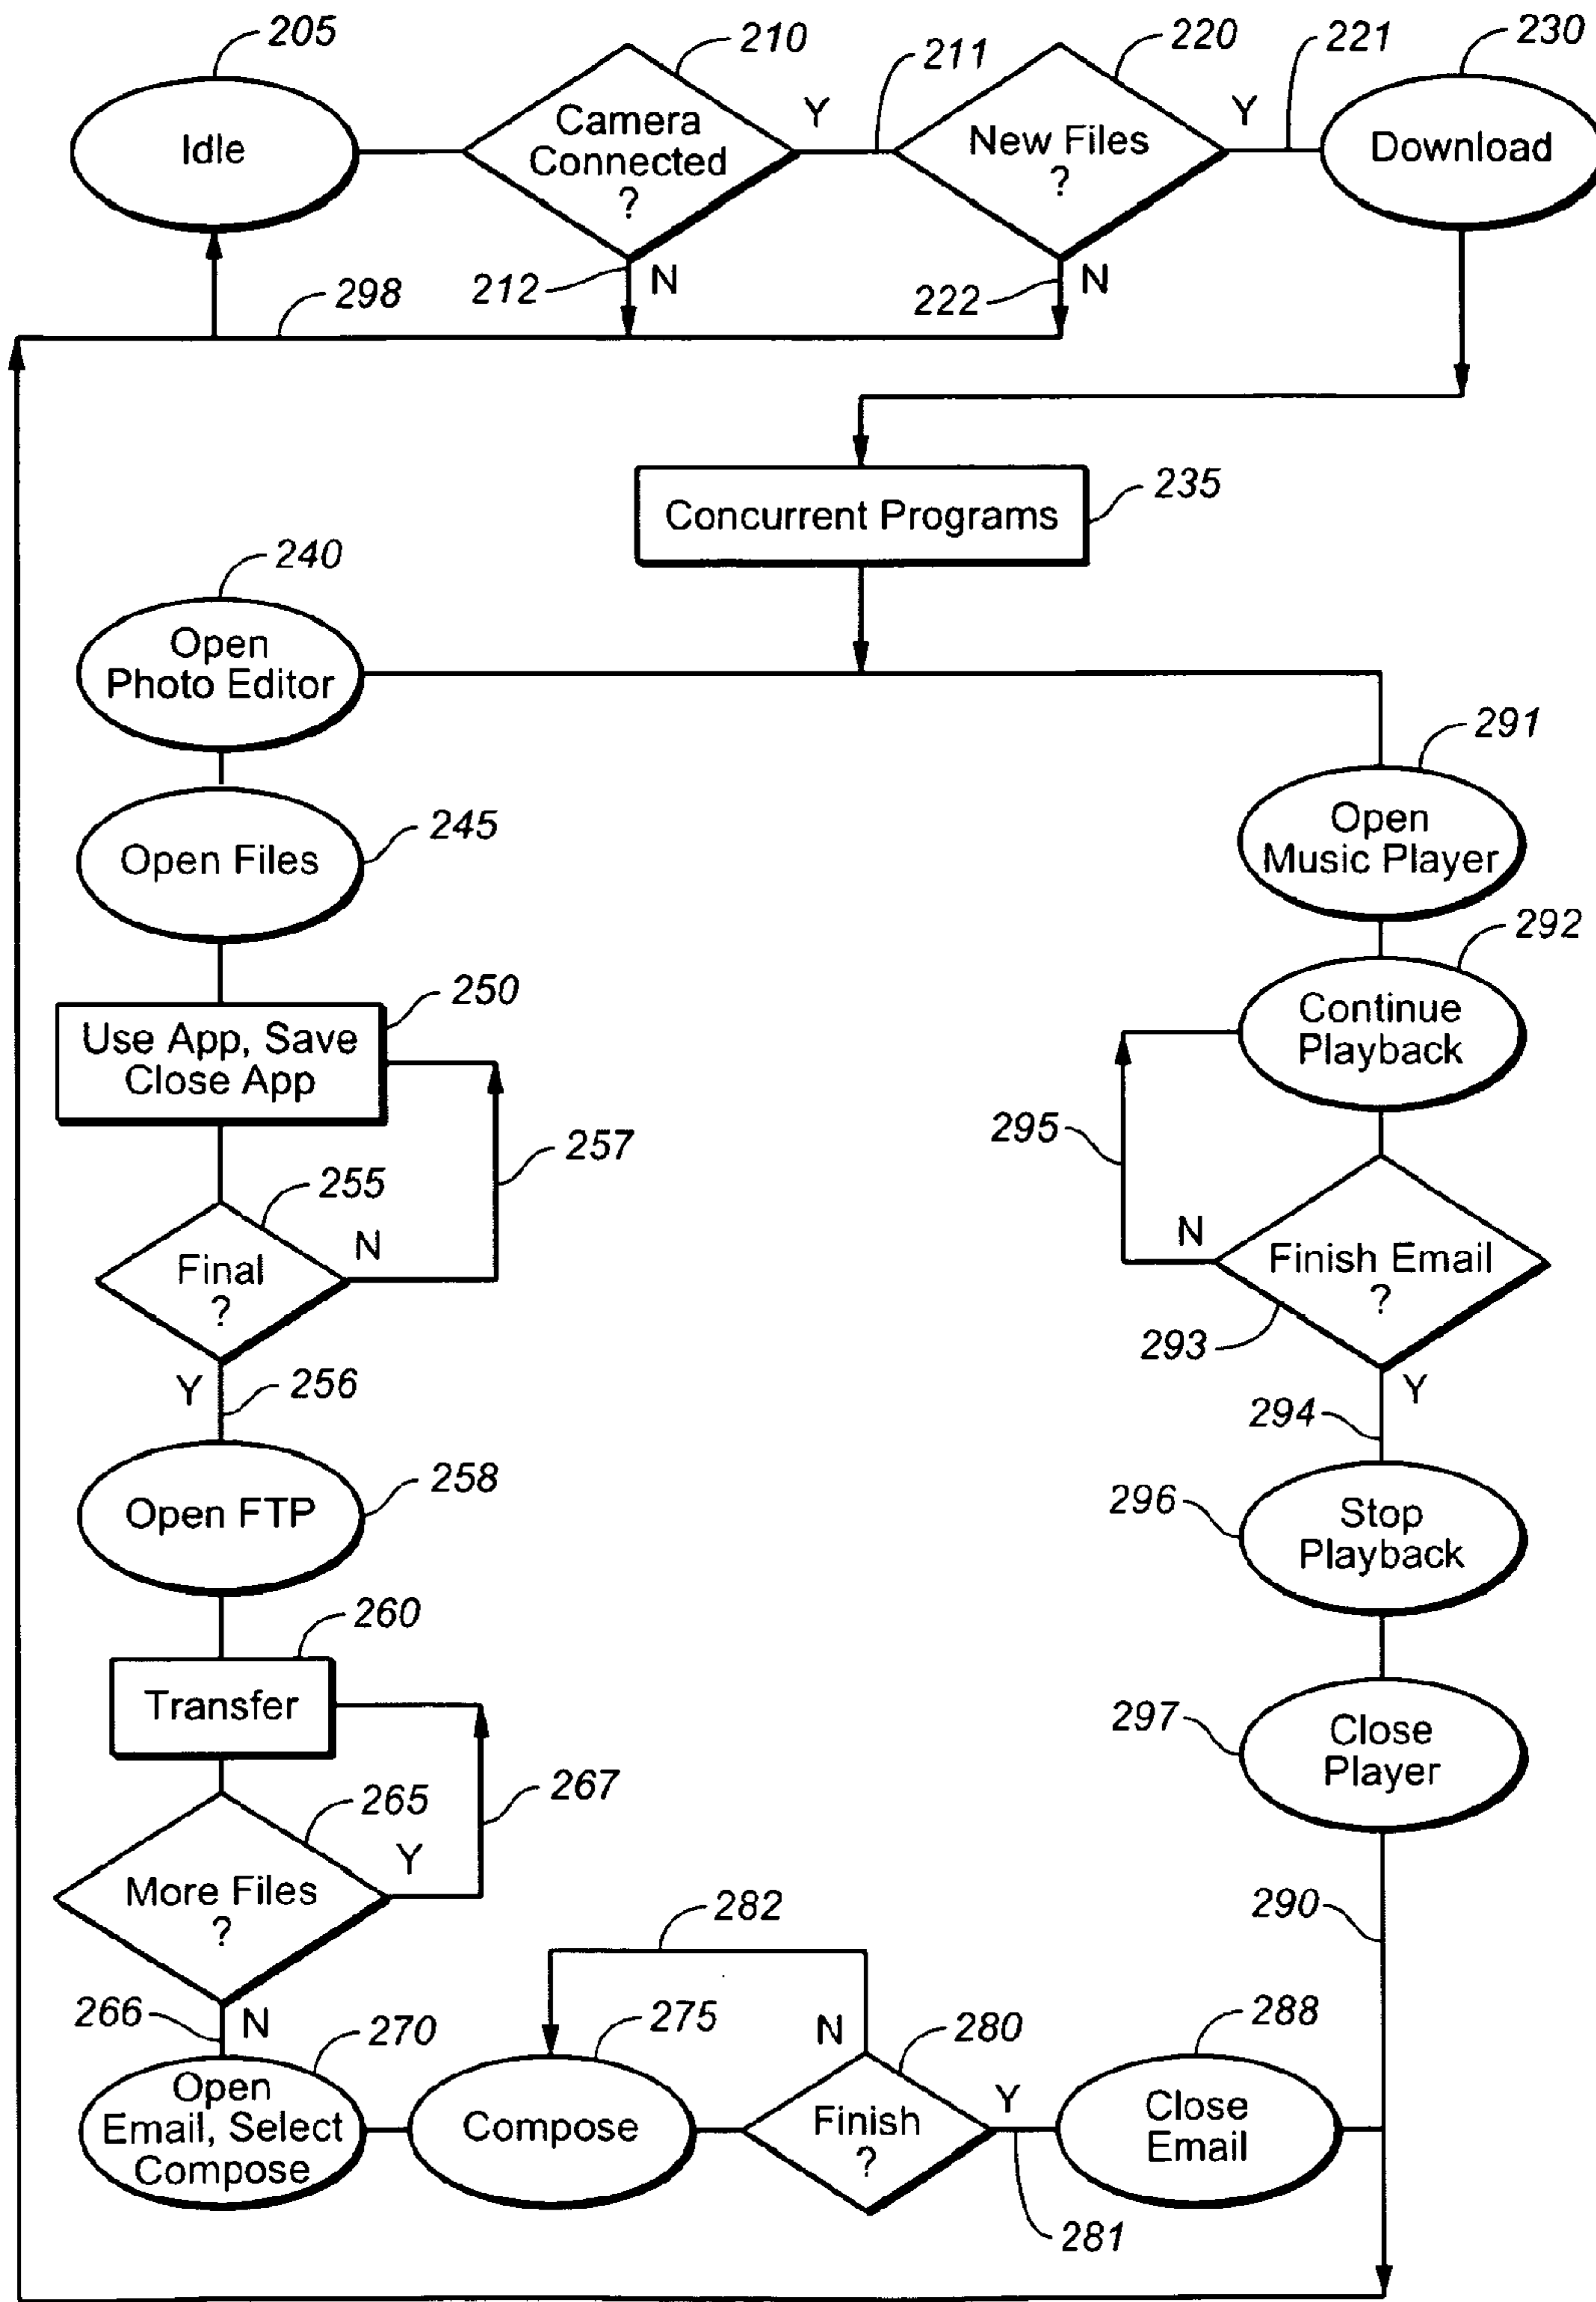 205
210
211
220
221
230
Idle
Camera
Connected
?
Y
New Files
?
Y
Download
212
N
222
N
298
Concurrent Programs
235
240
Open
Photo Editor
291
Open
Music Player
245
Open Files
292
Continue
Playback
250
Use App, Save
Close App
295
257
255
Final
?
N
N
Finish Email
?
293
Y
256
Y
294
258
Open FTP
296
Stop
Playback
260
Transfer
297
Close
Player
267
265
More Files
?
Y
290
282
266
N
270
275
N
280
288
Open
Email, Select
Compose
Compose
Finish
?
Y
Close
Email
281